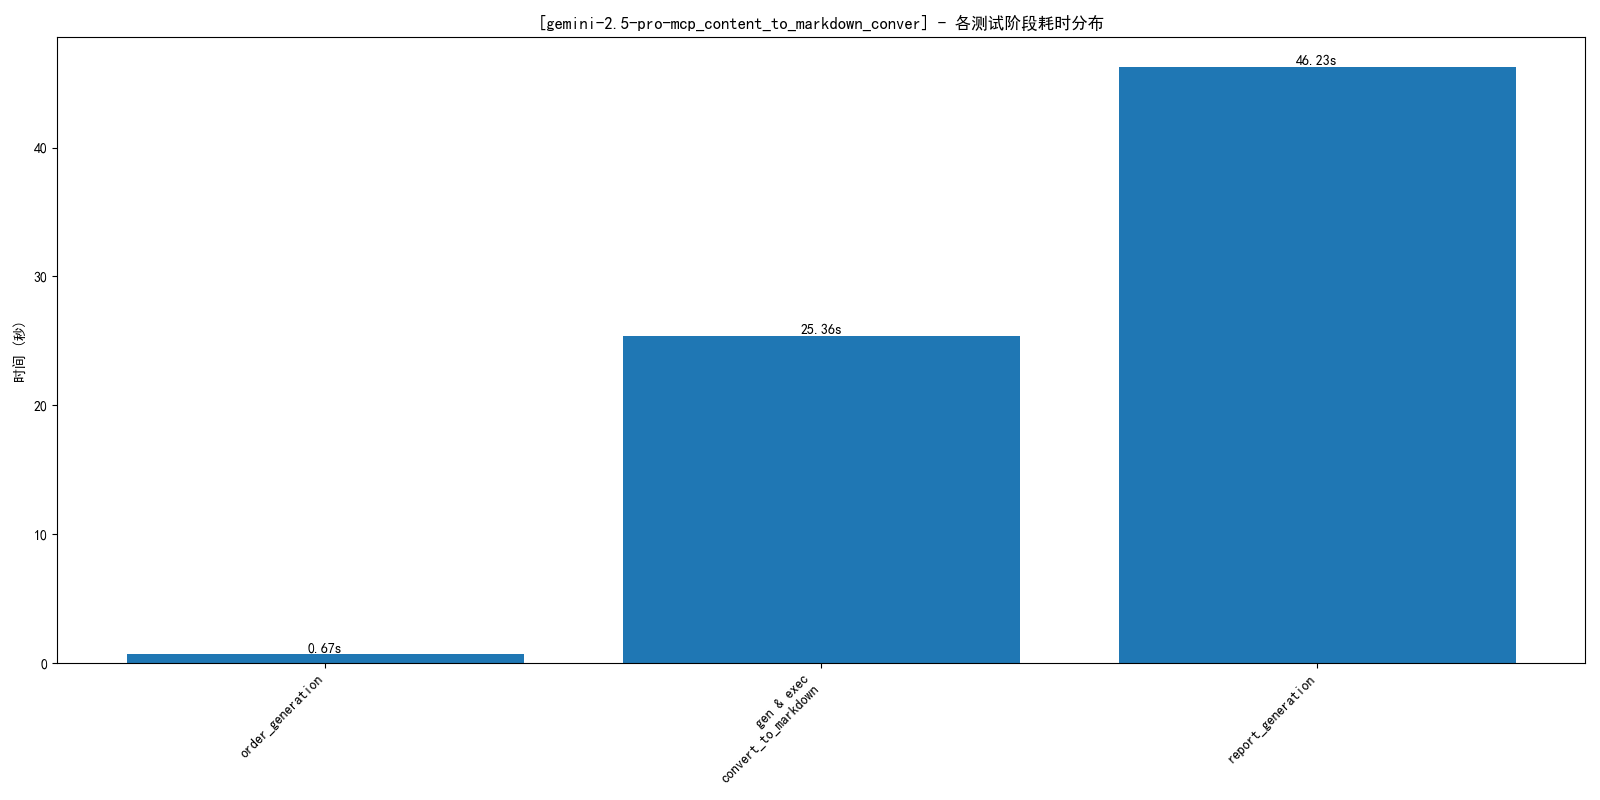 [gemini-2.5-pro-mcp_content_to_markdown_conver] - 各测试阶段耗时分布
时间 (秒)
40
30
20
10
0
0.67s
25.36s
46.23s
order_generation
gen & exec
convert_to_markdown
report_generation